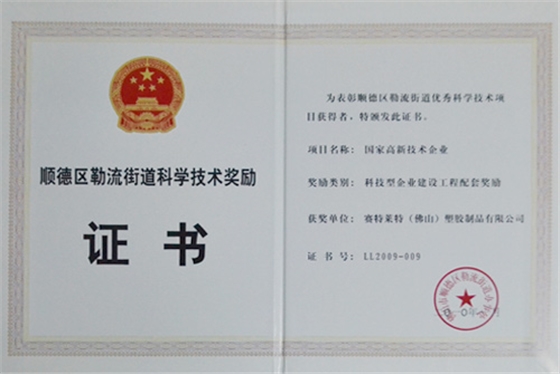 顺德区勒流街道科学技术奖励
证书
为表彰顺德区勒流街道优秀科学技术项
目获得者，特颁发此证书。
项目名称： 国家高新技术企业
奖励类别： 科技型企业建设工程配套奖励
获奖单位： 赛特莱特（佛山）塑胶制品有限公司
证书号： LL2009-009